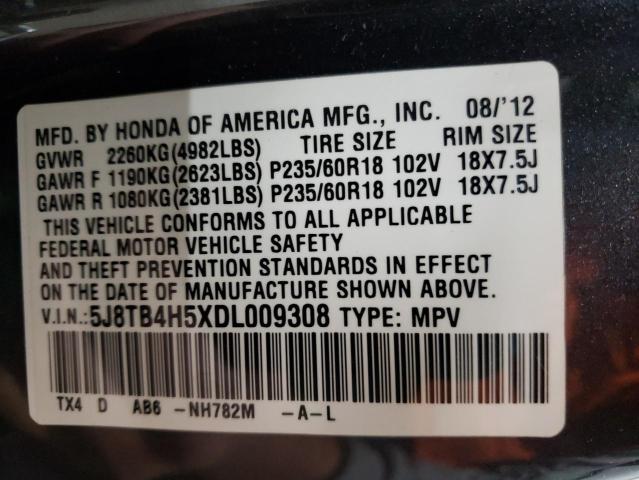 MFD. BY HONDA OF AMERICA MFG., INC. 08/'12
GVWR 2260KG(4982LBS) TIRE SIZE RIM SIZE
GAWR F 1190KG(2623LBS) P235/60R18 102V 18X7.5J
GAWR R 1080KG(2381LBS) P235/60R18 102V 18X7.5J
THIS VEHICLE CONFORMS TO ALL APPLICABLE
FEDERAL MOTOR VEHICLE SAFETY
AND THEFT PREVENTION STANDARDS IN EFFECT
ON THE DATE OF MANUFACTURE SHOWN ABOVE.
V.I.N.:5J8TB4H5XDL009308 TYPE: MPV
TX4 D AB6 -NH782M -A-L